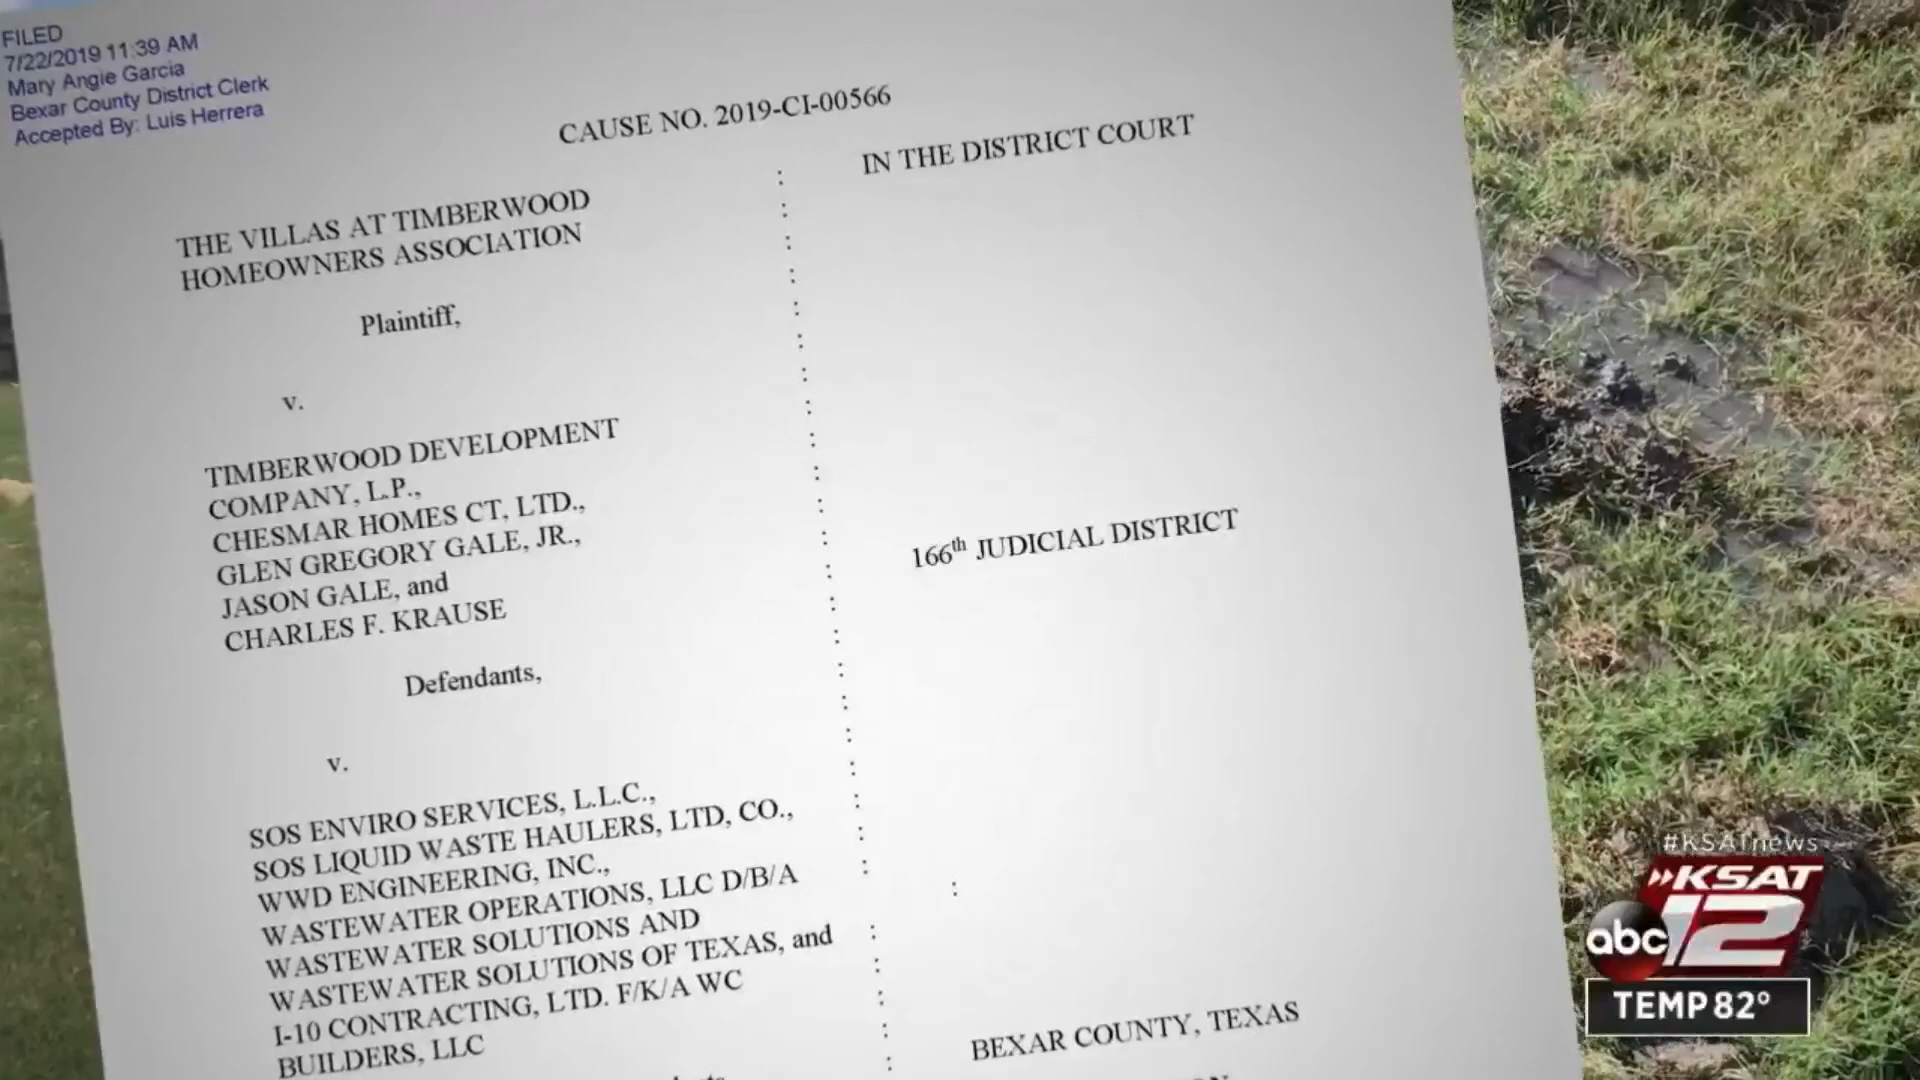 FILED
7/22/2019 11:39 AM
Mary Angie Garcia
Bexar County District Clerk
Accepted By: Luis Herrera
CAUSE NO. 2019-CI-00566
THE VILLAS AT TIMBERWOOD
HOMEOWNERS ASSOCIATION
Plaintiff,
v.
TIMBERWOOD DEVELOPMENT
COMPANY, L.P.,
CHESMAR HOMES CT, LTD.,
GLEN GREGORY GALE, JR.,
JASON GALE, and
CHARLES F. KRAUSE
Defendants,
v.
SOS ENVIRO SERVICES, L.L.C.,
SOS LIQUID WASTE HAULERS, LTD, CO.,
WWD ENGINEERING, INC.,
WASTEWATER OPERATIONS, LLC D/B/A
WASTEWATER SOLUTIONS AND
WASTEWATER SOLUTIONS OF TEXAS, and
I-10 CONTRACTING, LTD. F/K/A WC
BUILDERS, LLC
IN THE DISTRICT COURT
166th JUDICIAL DISTRICT
BEXAR COUNTY, TEXAS
#KSATnews
KSAT
abc 12
TEMP 82°